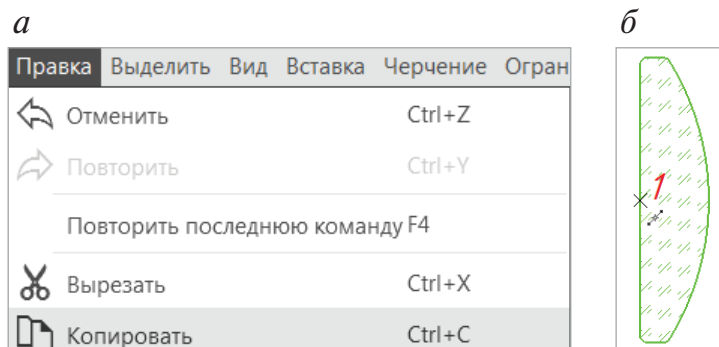 а
Правка Выделить Вид Вставка Черчение Огран
Отменить Ctrl+Z
Повторить Ctrl+Y
Повторить последнюю команду F4
Вырезать Ctrl+X
Копировать Ctrl+C
б
1